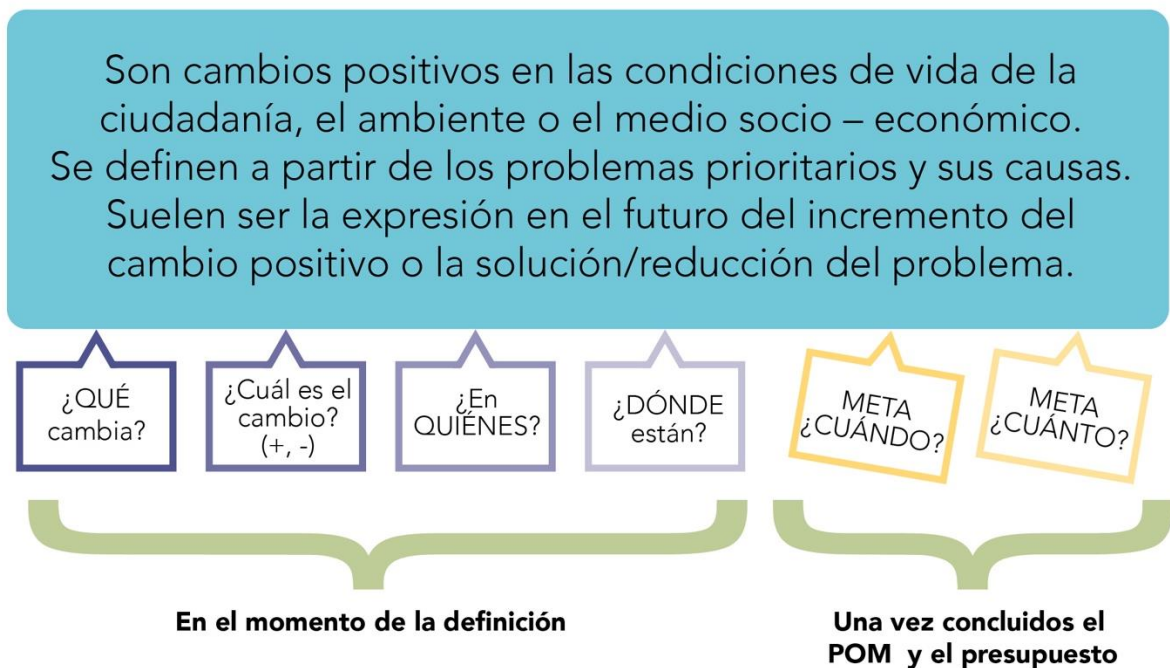 Son cambios positivos en las condiciones de vida de la
ciudadanía, el ambiente o el medio socio – económico.
Se definen a partir de los problemas prioritarios y sus causas.
Suelen ser la expresión en el futuro del incremento del
cambio positivo o la solución/reducción del problema.
¿QUÉ
cambia?
¿Cuál es el
cambio?
(+, -)
¿En
QUIÉNES?
¿DÓNDE
están?
META
¿CUÁNDO?
META
¿CUÁNTO?
En el momento de la definición
Una vez concluidos el
POM y el presupuesto